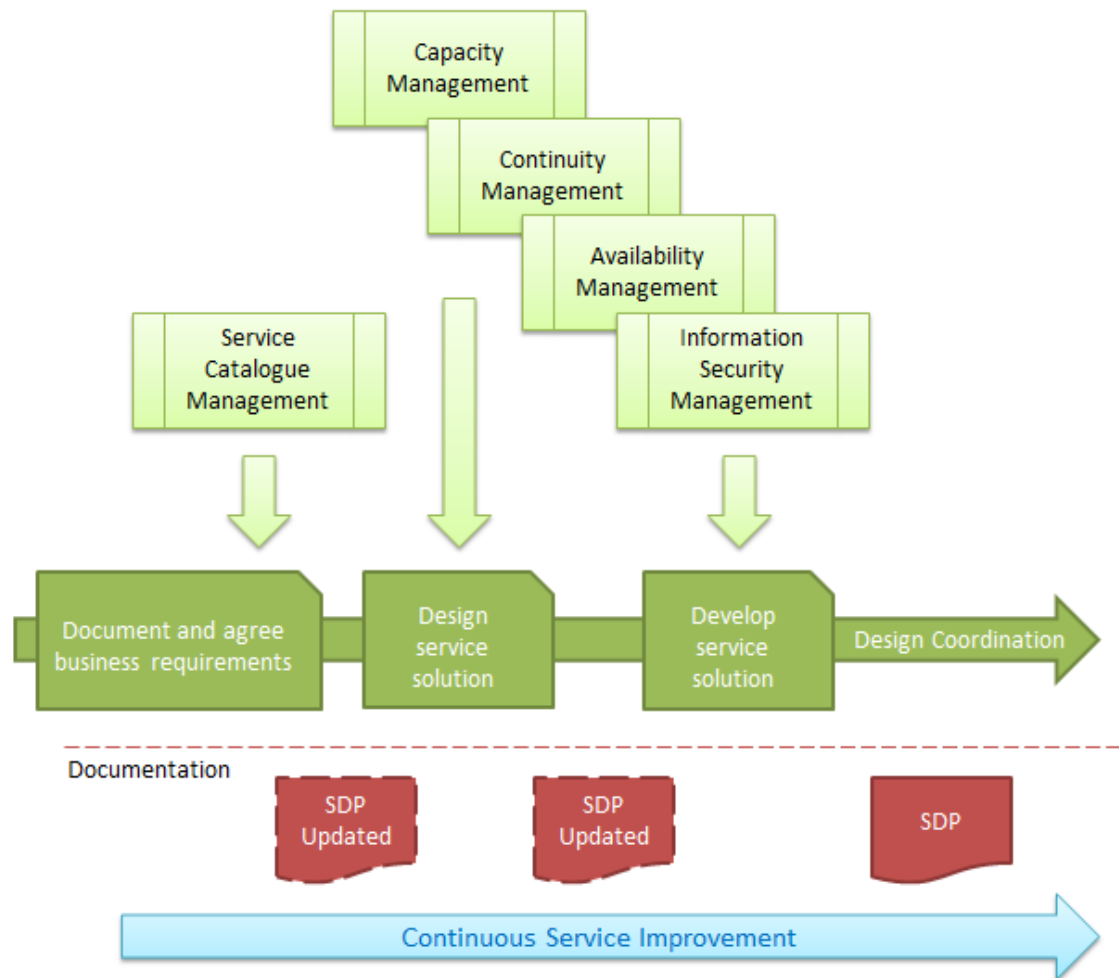 Capacity
Management
Continuity
Management
Availability
Management
Service
Catalogue
Management
Information
Security
Management
Document and agree
business requirements
Design
service
solution
Develop
service
solution
Design Coordination
Documentation
SDP
Updated
SDP
Updated
SDP
Continuous Service Improvement